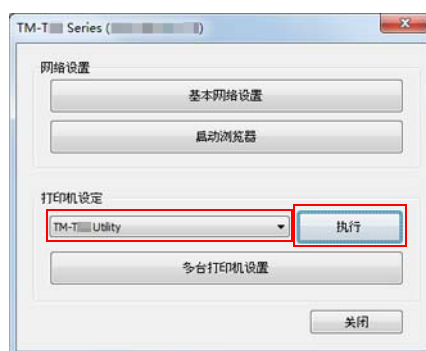 TM-T Series ( )
网络设置
基本网络设置
启动浏览器
打印机设定
TM-T Utility
执行
多台打印机设置
关闭